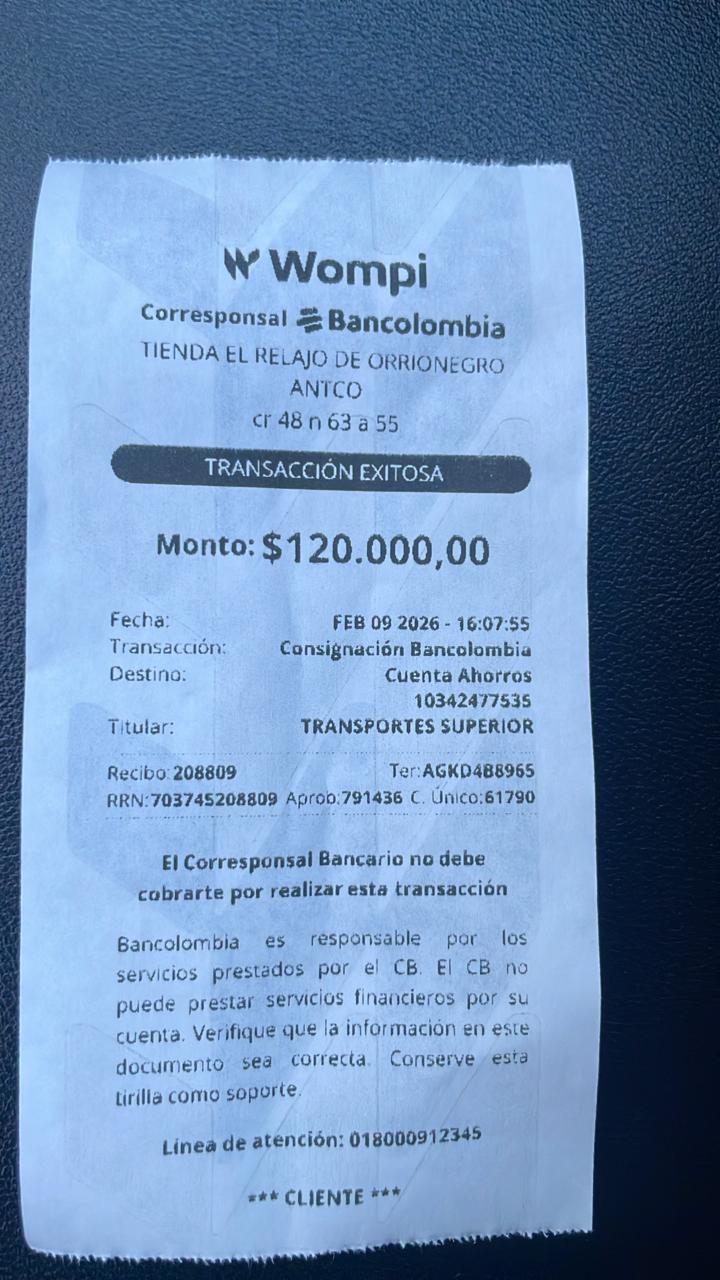 Wompi
Corresponsal Bancolombia
TIENDA EL RELAJO DE ORRIONEGRO
ANTCO
cr 48 n 63 a 55
TRANSACCIÓN EXITOSA
Monto: $120.000,00
Fecha: FEB 09 2026 - 16:07:55
Transacción: Consignación Bancolombia
Destino: Cuenta Ahorros
10342477535
Titular: TRANSPORTES SUPERIOR
Recibo: 208809 Ter: AGKD4B8965
RRN: 703745208809 Aprob: 791436 C. Único: 61790
El Corresponsal Bancario no debe
cobrarte por realizar esta transacción
Bancolombia es responsable por los
servicios prestados por el CB. El CB no
puede prestar servicios financieros por su
cuenta. Verifique que la información en este
documento sea correcta. Conserve esta
tirilla como soporte.
Línea de atención: 018000912345
*** CLIENTE ***